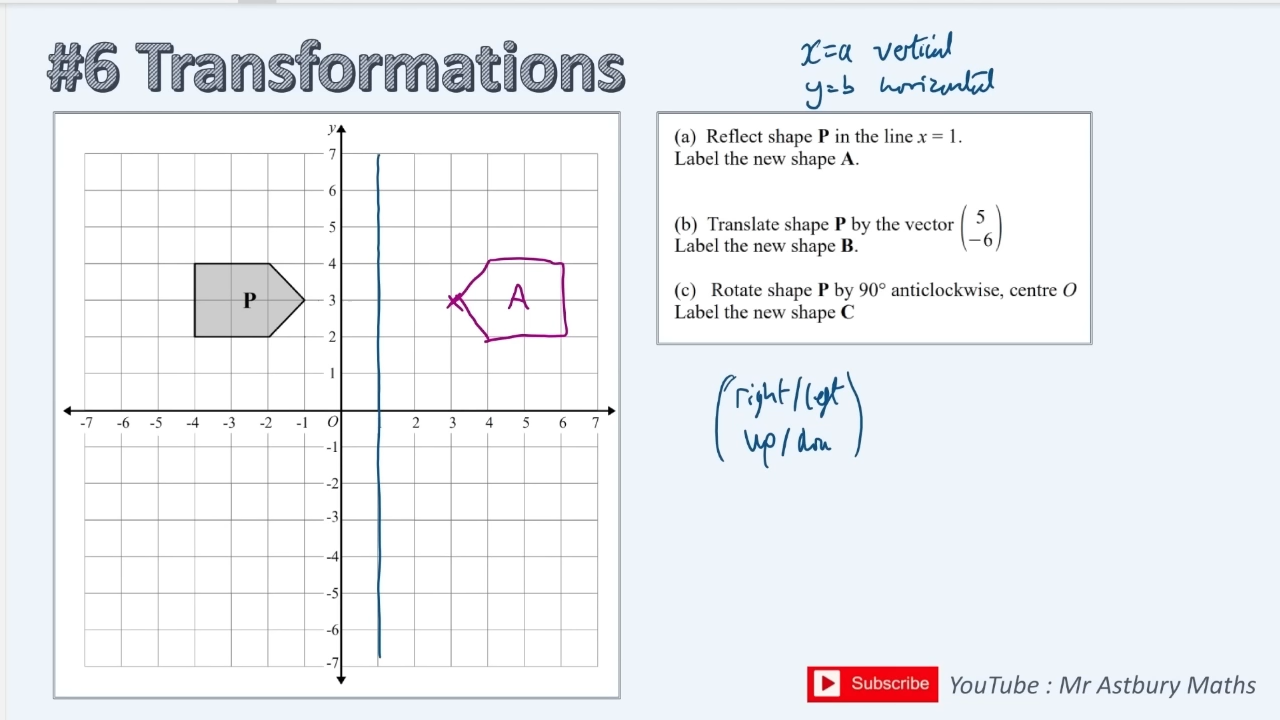 #6 Transformations
x=a vertical
y=b horizontal
(a) Reflect shape P in the line x = 1.
Label the new shape A.
(b) Translate shape P by the vector (5
−6)
Label the new shape B.
(c) Rotate shape P by 90° anticlockwise, centre O
Label the new shape C
(right/left
up/down)
y
7
6
5
4
P 3 A
2
1
-7 -6 -5 -4 -3 -2 -1 O 2 3 4 5 6 7
-1
-2
-3
-4
-5
-6
-7
Subscribe YouTube : Mr Astbury Maths